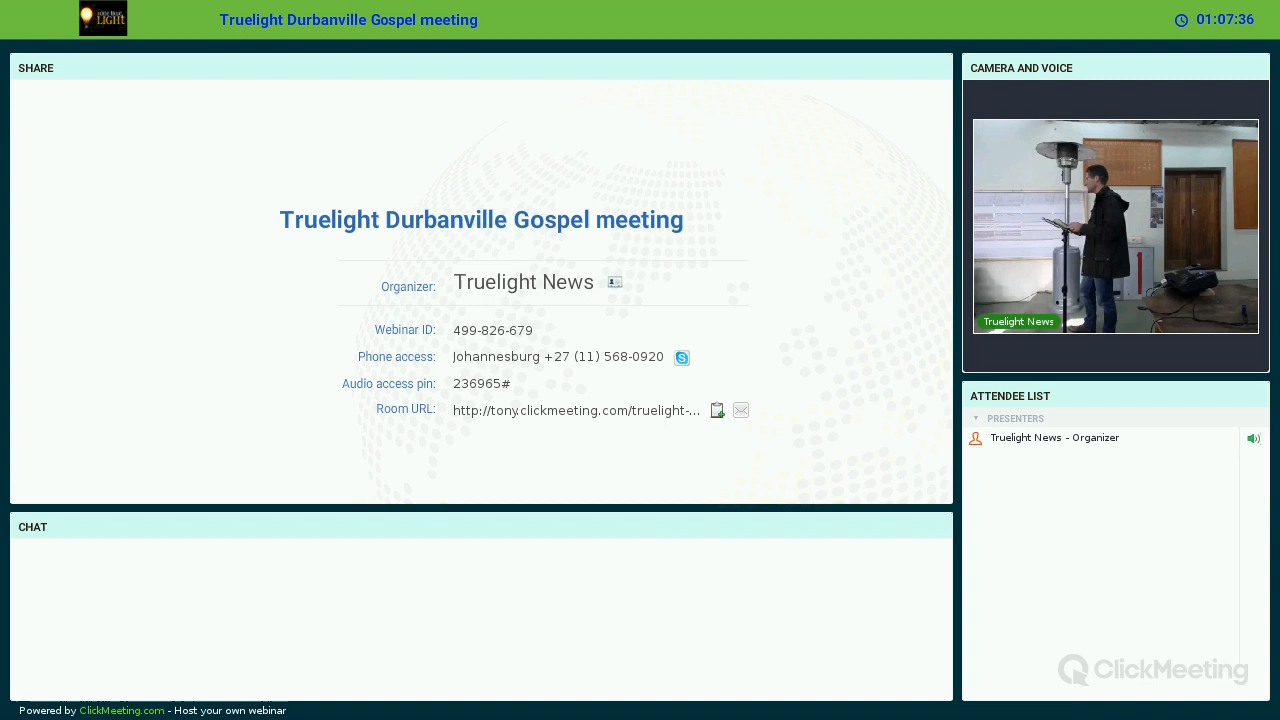 LIGHT
Truelight Durbanville Gospel meeting
01:07:36
SHARE
Truelight Durbanville Gospel meeting
Organizer: Truelight News
Webinar ID: 499-826-679
Phone access: Johannesburg +27 (11) 568-0920
Audio access pin: 236965#
Room URL: http://tony.clickmeeting.com/truelight-...
CHAT
CAMERA AND VOICE
Truelight News
ATTENDEE LIST
PRESENTERS
Truelight News - Organizer
ClickMeeting
Powered by ClickMeeting.com - Host your own webinar